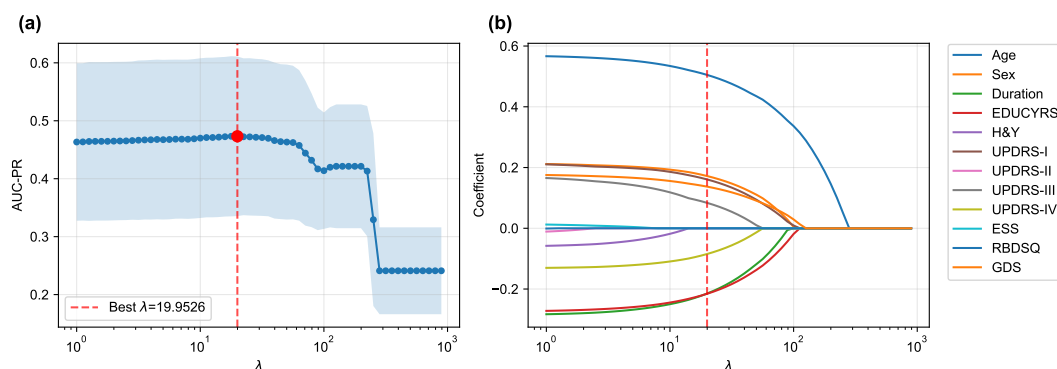 (a)
AUC-PR
0.6
0.5
0.4
0.3
0.2
Best λ=19.9526
10⁰
10¹
10²
10³
λ
(b)
Coefficient
0.6
0.4
0.2
0.0
−0.2
10⁰
10¹
10²
10³
λ
Age
Sex
Duration
EDUCYRS
H&Y
UPDRS-I
UPDRS-II
UPDRS-III
UPDRS-IV
ESS
RBDSQ
GDS